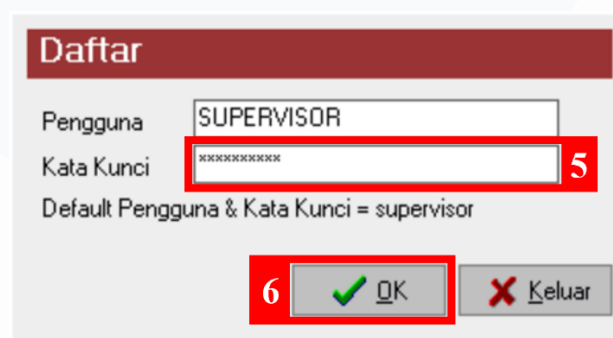 Daftar
Pengguna SUPERVISOR
Kata Kunci ********** 5
Default Pengguna & Kata Kunci = supervisor
6 OK Keluar